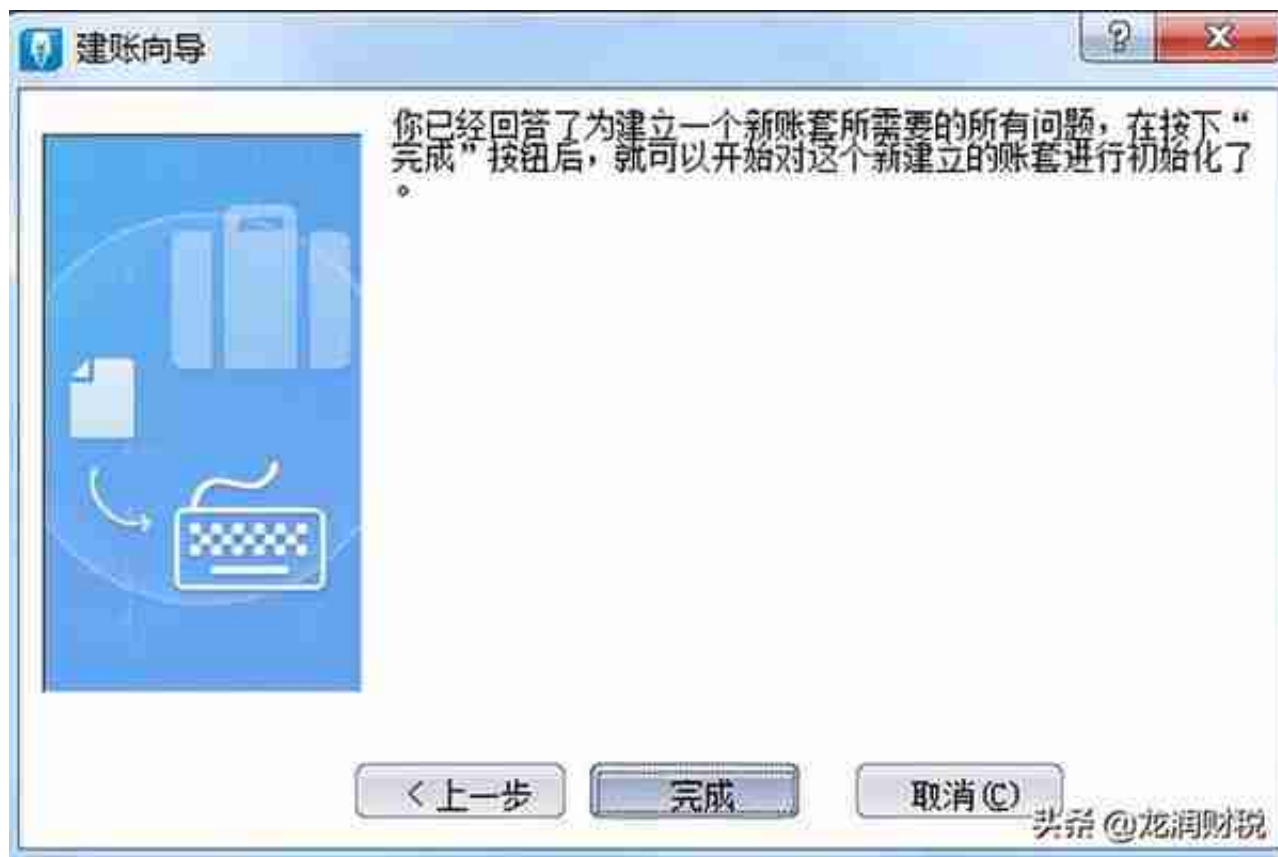 建账向导
你已经回答了为建立一个新账套所需要的所有问题，在按下“
完成”按钮后，就可以开始对这个新建立的账套进行初始化了
。
<上一步
完成
取消(C)
头条 @龙润财税